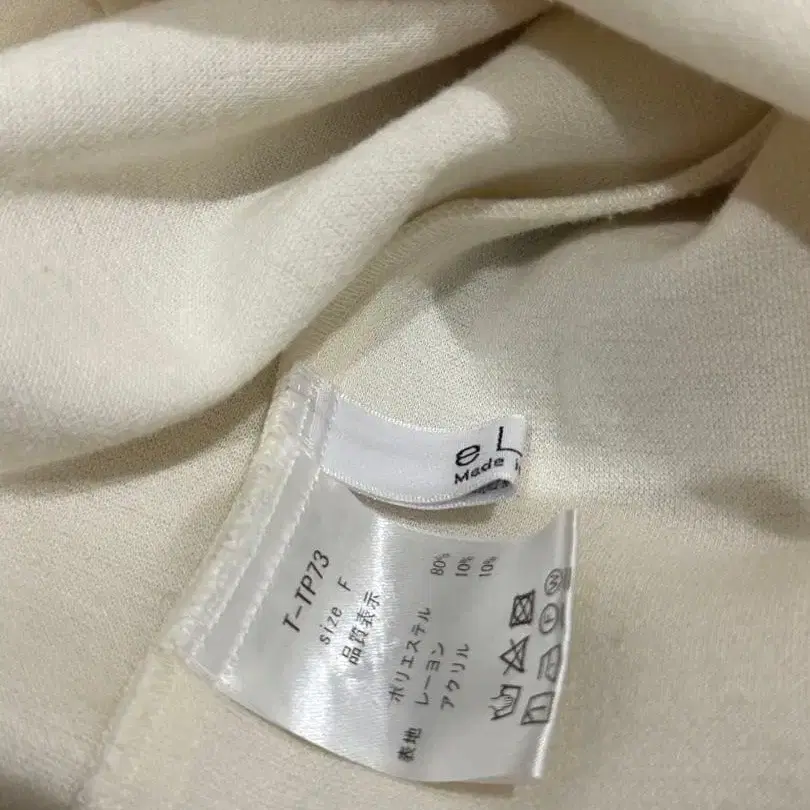 e L
Made
T-TP73
size F
品質表示
表地 ポリエステル 80%
レーヨン 10%
アクリル 10%